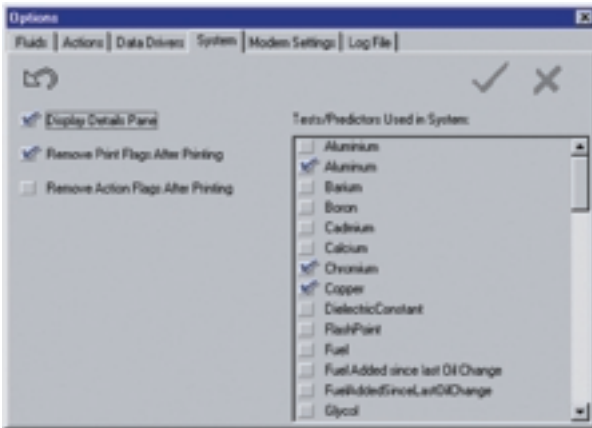 Options
Fluids Actions Data Drivers System Modem Settings Log File
Display Details Pane
Remove Print Flags After Printing
Remove Action Flags After Printing
Tests/Predictors Used in System:
Aluminium
Aluminum
Barium
Boron
Cadmium
Calcium
Chromium
Copper
DielectricConstant
FlashPoint
Fuel
Fuel Added since last Oil Change
FuelAddedSinceLastOilChange
Glycol